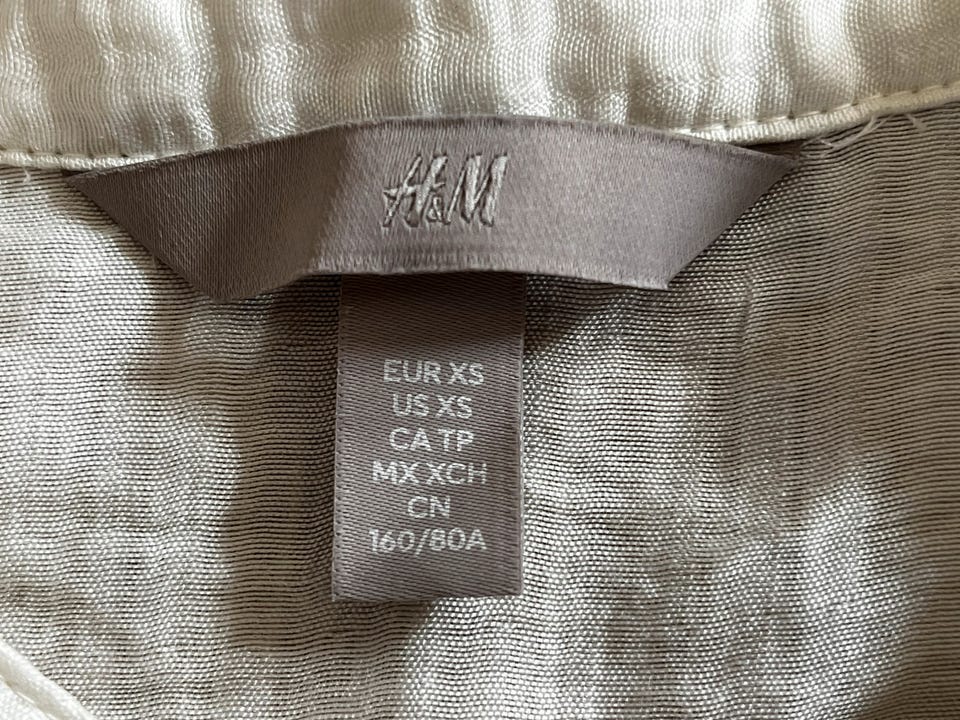 H&M
EUR XS
US XS
CA TP
MX XCH
CN
160/80A